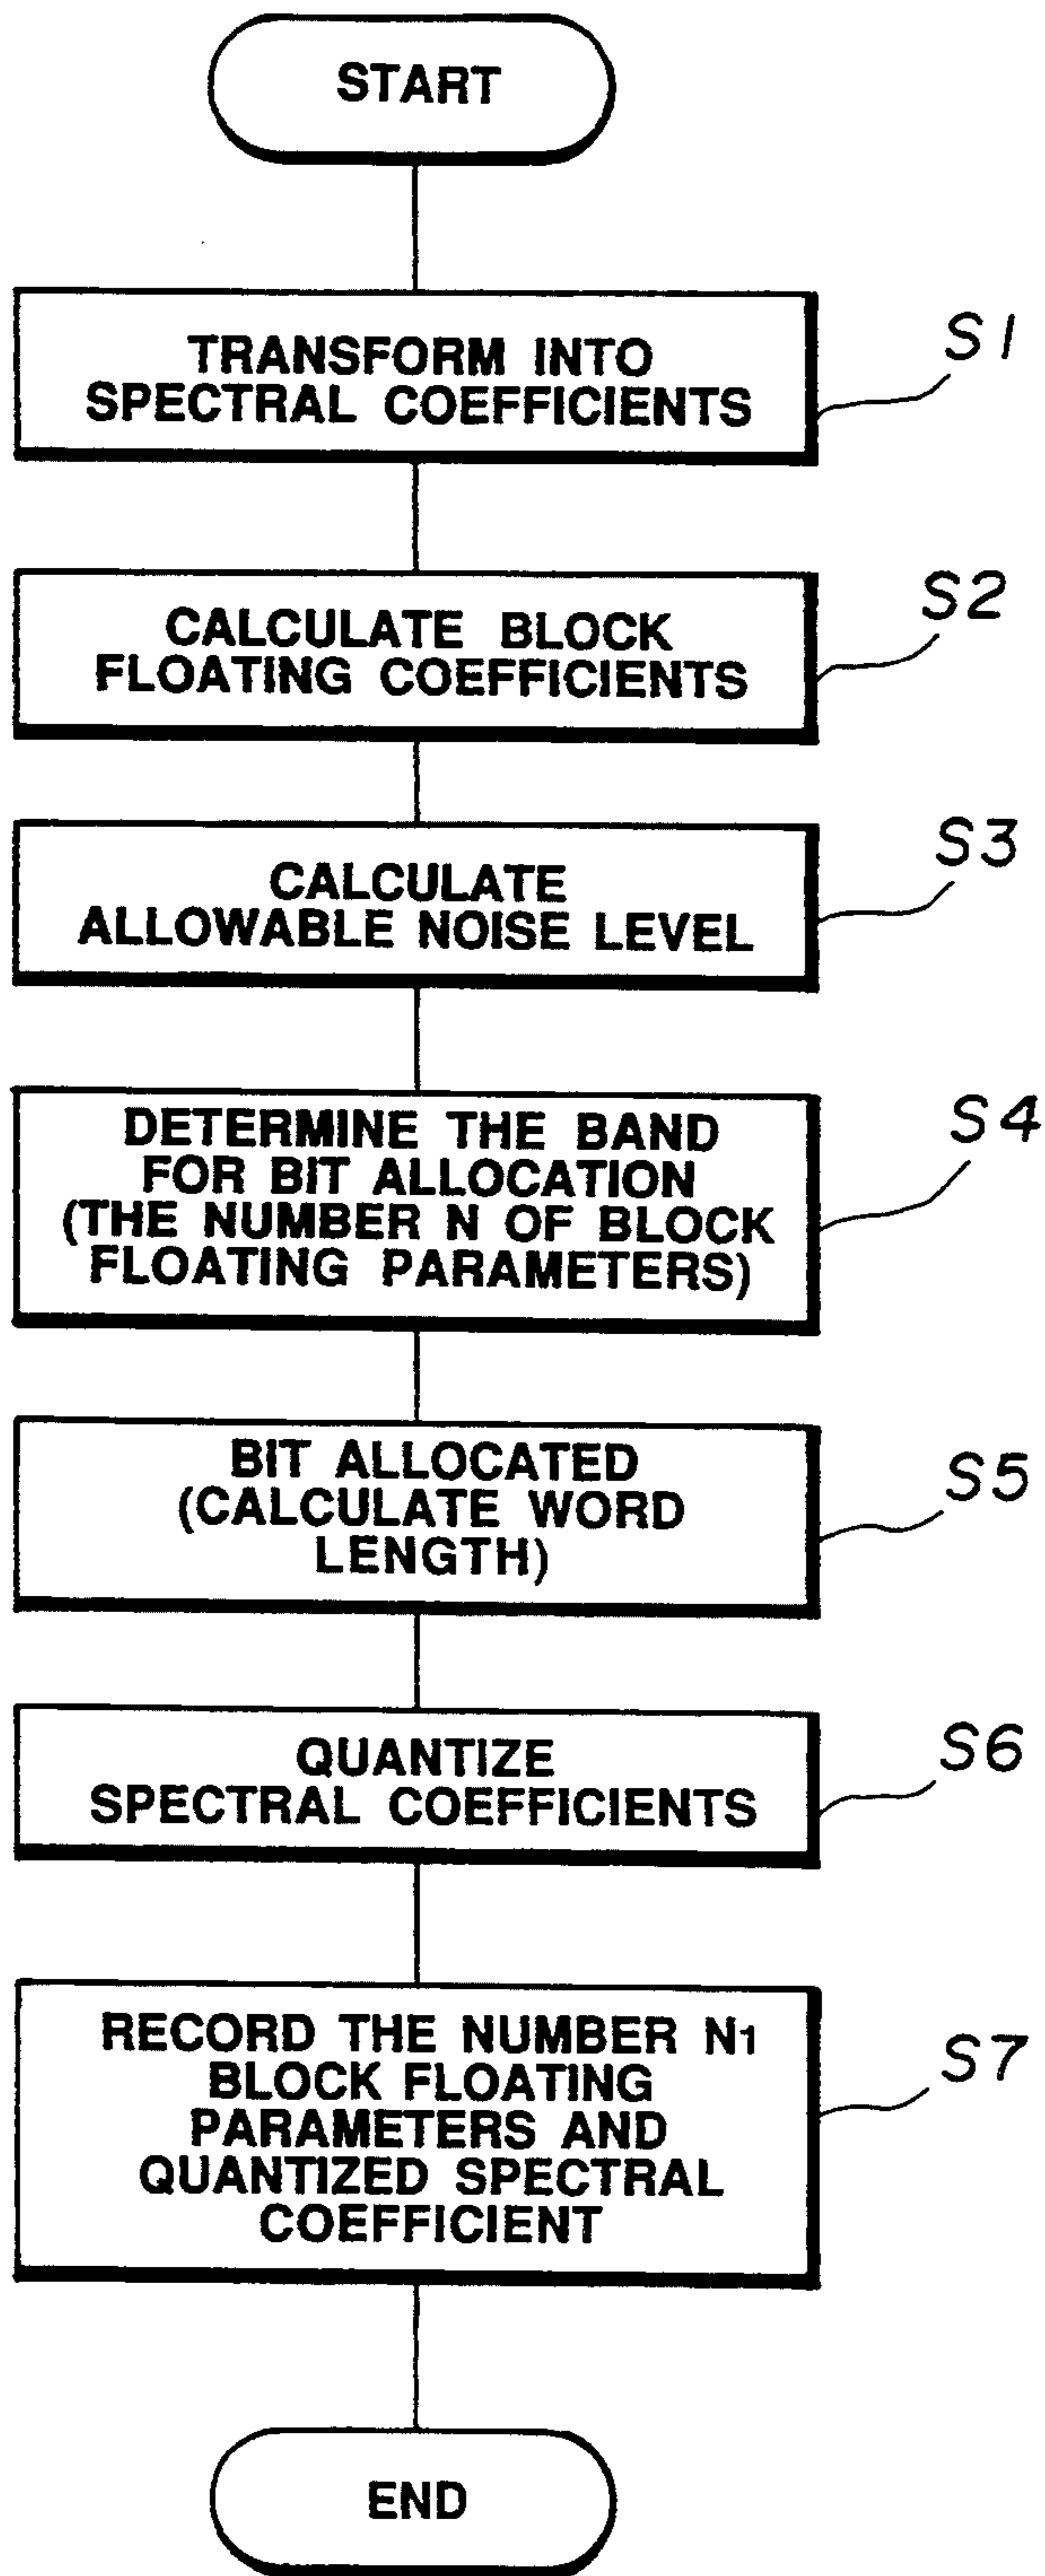 START
TRANSFORM INTO
SPECTRAL COEFFICIENTS
S1
CALCULATE BLOCK
FLOATING COEFFICIENTS
S2
CALCULATE
ALLOWABLE NOISE LEVEL
S3
DETERMINE THE BAND
FOR BIT ALLOCATION
(THE NUMBER N OF BLOCK
FLOATING PARAMETERS)
S4
BIT ALLOCATED
(CALCULATE WORD
LENGTH)
S5
QUANTIZE
SPECTRAL COEFFICIENTS
S6
RECORD THE NUMBER N1
BLOCK FLOATING
PARAMETERS AND
QUANTIZED SPECTRAL
COEFFICIENT
S7
END